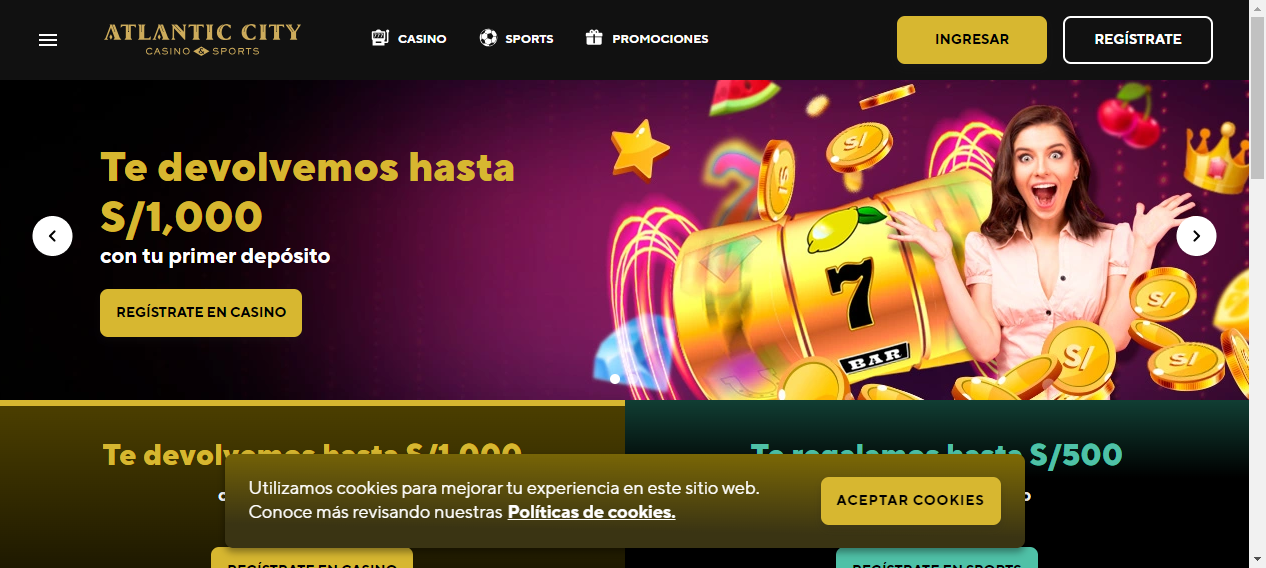 ATLANTIC CITY
CASINO & SPORTS
CASINO
SPORTS
PROMOCIONES
INGRESAR
REGÍSTRATE
Te devolvemos hasta
S/1,000
con tu primer depósito
REGÍSTRATE EN CASINO
7
BAR
S/
S/
S/
S/
S/
Te devolvemos hasta S/1,000
Te regalamos hasta S/500
Utilizamos cookies para mejorar tu experiencia en este sitio web.
Conoce más revisando nuestras Políticas de cookies.
ACEPTAR COOKIES
REGÍSTRATE EN CASINO
REGÍSTRATE EN SPORTS